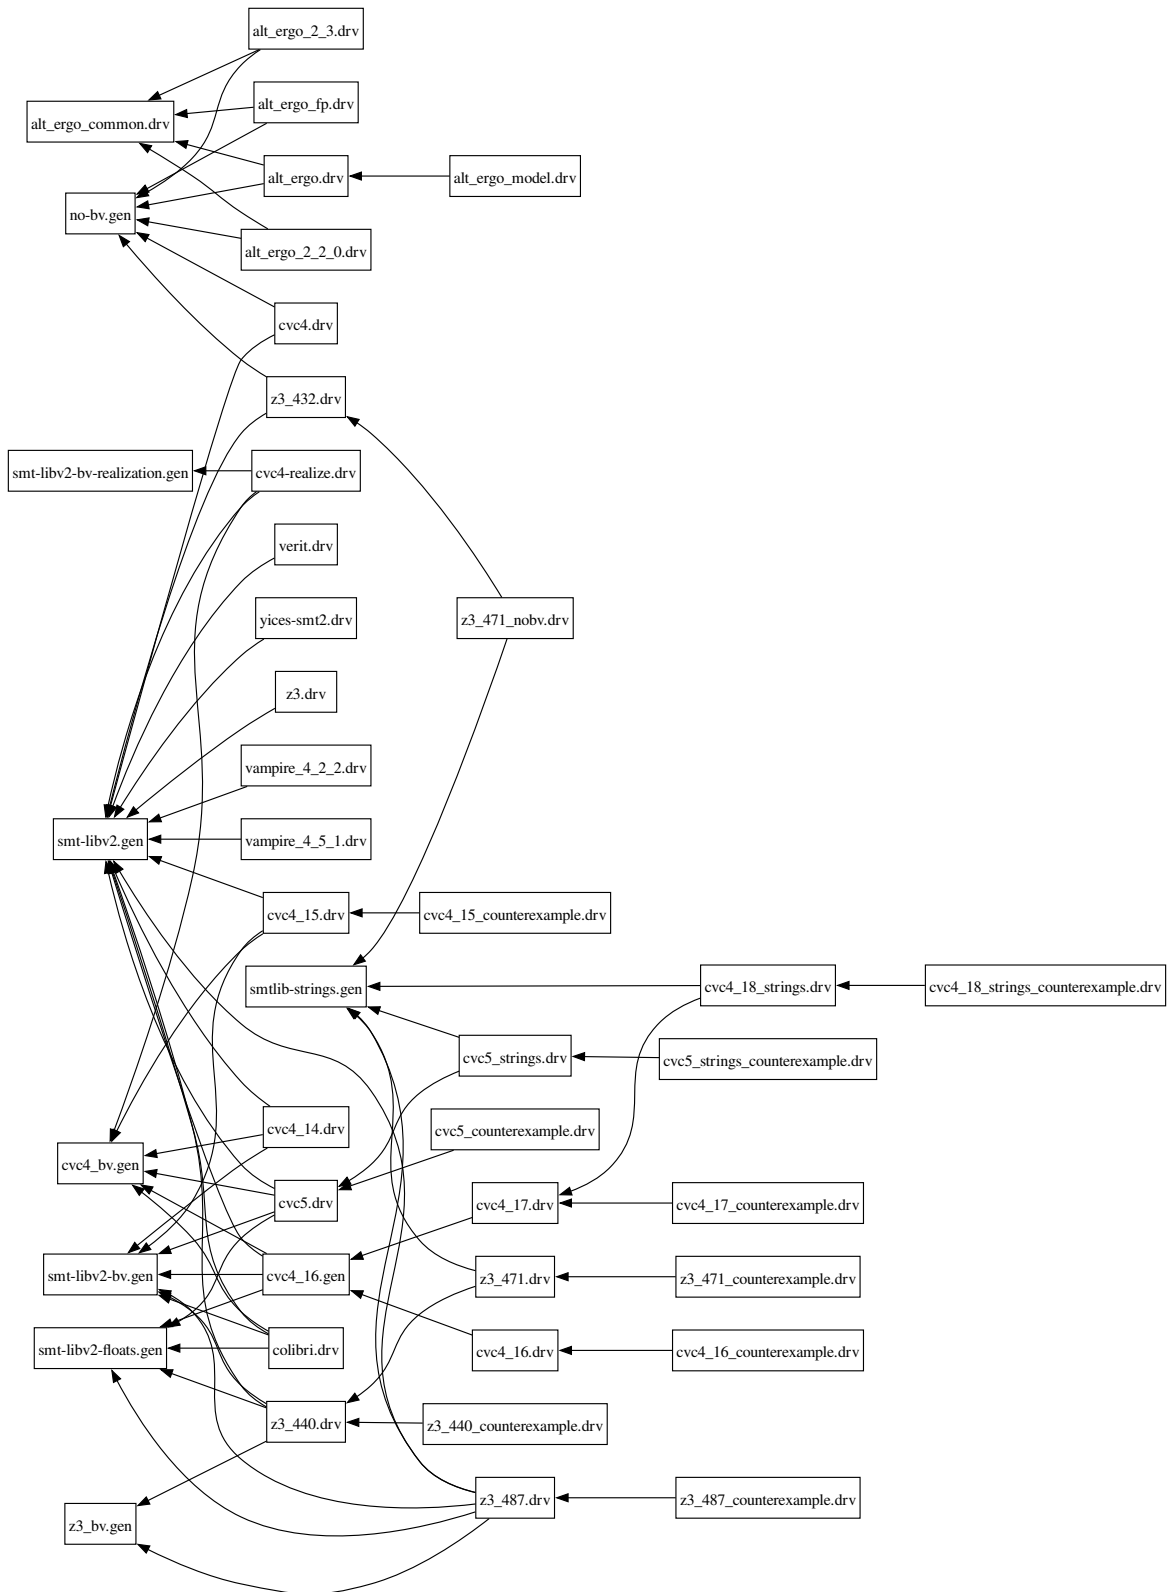 alt_ergo_2_3.drv
alt_ergo_fp.drv
alt_ergo_common.drv
alt_ergo.drv
alt_ergo_model.drv
no-bv.gen
alt_ergo_2_2_0.drv
cvc4.drv
z3_432.drv
smt-libv2-bv-realization.gen
cvc4-realize.drv
verit.drv
yices-smt2.drv
z3_471_nobv.drv
z3.drv
vampire_4_2_2.drv
smt-libv2.gen
vampire_4_5_1.drv
cvc4_15.drv
cvc4_15_counterexample.drv
smtlib-strings.gen
cvc4_18_strings.drv
cvc4_18_strings_counterexample.drv
cvc5_strings.drv
cvc5_strings_counterexample.drv
cvc4_14.drv
cvc5_counterexample.drv
cvc4_bv.gen
cvc5.drv
cvc4_17.drv
cvc4_17_counterexample.drv
smt-libv2-bv.gen
cvc4_16.gen
z3_471.drv
z3_471_counterexample.drv
smt-libv2-floats.gen
colibri.drv
cvc4_16.drv
cvc4_16_counterexample.drv
z3_440.drv
z3_440_counterexample.drv
z3_487.drv
z3_487_counterexample.drv
z3_bv.gen